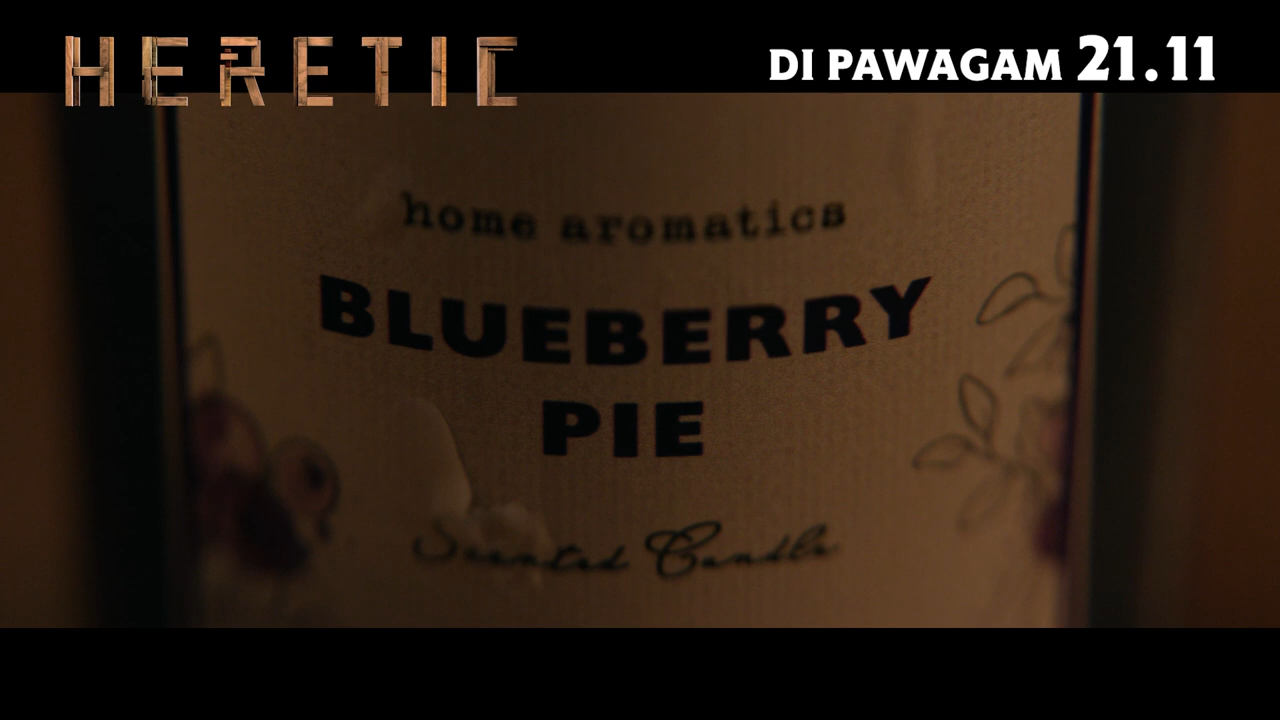 HERETIC
DI PAWAGAM 21.11
home aromatics
BLUEBERRY
PIE
Scented Candle